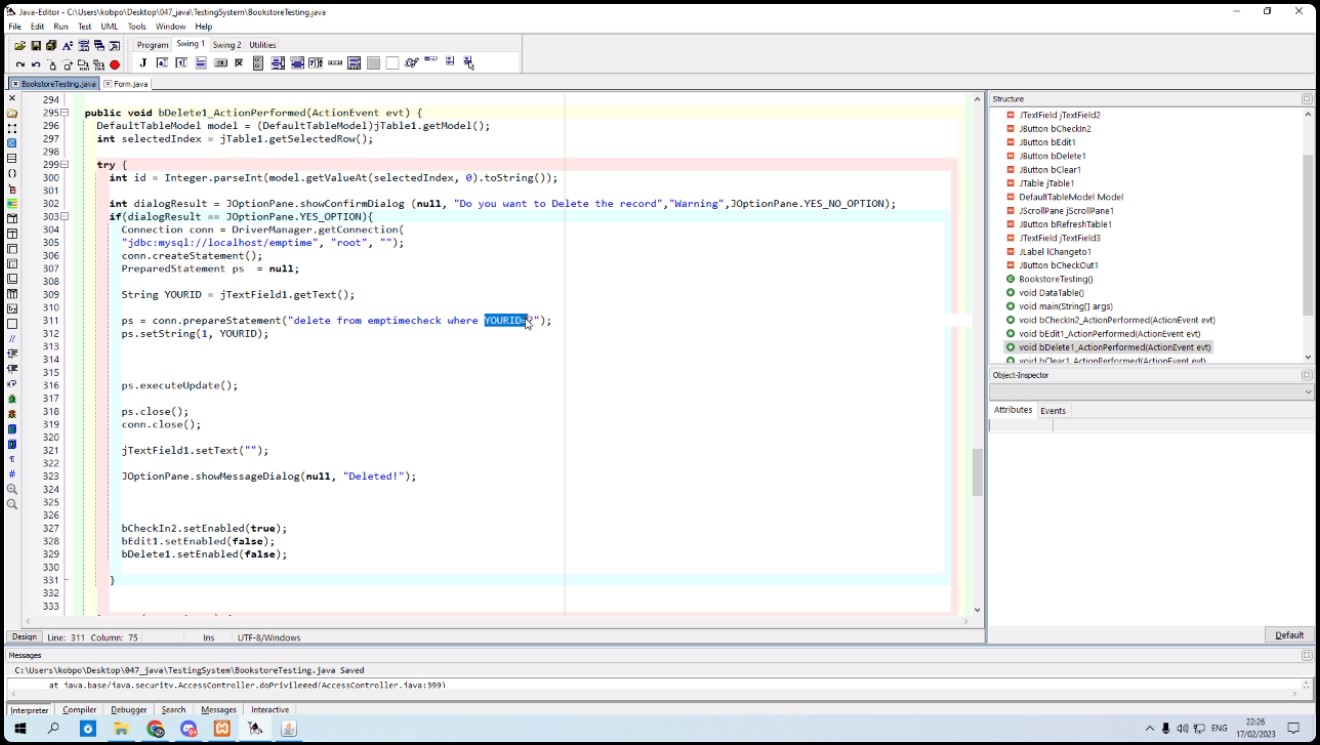 Java-Editor - C:\Users\kobpo\Desktop\047_java\TestingSystem\BookstoreTesting.java
File Edit Run Test UML Tools Window Help
Program Swing 1 Swing 2 Utilities
BookstoreTesting.java Form.java
294
295 public void bDelete1_ActionPerformed(ActionEvent evt) {
296 DefaultTableModel model = (DefaultTableModel)jTable1.getModel();
297 int selectedIndex = jTable1.getSelectedRow();
298
299 try {
300 int id = Integer.parseInt(model.getValueAt(selectedIndex, 0).toString());
301
302 int dialogResult = JOptionPane.showConfirmDialog (null, "Do you want to Delete the record","Warning",JOptionPane.YES_NO_OPTION);
303 if(dialogResult == JOptionPane.YES_OPTION){
304 Connection conn = DriverManager.getConnection(
305 "jdbc:mysql://localhost/emptime", "root", "");
306 conn.createStatement();
307 PreparedStatement ps = null;
308
309 String YOURID = jTextField1.getText();
310
311 ps = conn.prepareStatement("delete from emptimecheck where YOURID=?");
312 ps.setString(1, YOURID);
313
314
315
316 ps.executeUpdate();
317
318 ps.close();
319 conn.close();
320
321 jTextField1.setText("");
322
323 JOptionPane.showMessageDialog(null, "Deleted!");
324
325
326
327 bCheckIn2.setEnabled(true);
328 bEdit1.setEnabled(false);
329 bDelete1.setEnabled(false);
330
331 }
332
333
Design Line: 311 Column: 75 Ins UTF-8/Windows
Structure
JTextField jTextField2
JButton bCheckIn2
JButton bEdit1
JButton bDelete1
JButton bClear1
JTable jTable1
DefaultTableModel Model
JScrollPane jScrollPane1
JButton bRefreshTable1
JTextField jTextField3
JLabel lChangeto1
JButton bCheckOut1
BookstoreTesting()
void DataTable()
void main(String[] args)
void bCheckIn2_ActionPerformed(ActionEvent evt)
void bEdit1_ActionPerformed(ActionEvent evt)
void bDelete1_ActionPerformed(ActionEvent evt)
void bClear1_ActionPerformed(ActionEvent evt)
Object-Inspector
Attributes Events
Default
Messages
C:\Users\kobpo\Desktop\047_java\TestingSystem\BookstoreTesting.java Saved
at java.base/java.security.AccessController.doPrivileged(AccessController.java:399)
Interpreter Compiler Debugger Search Messages Interactive
ENG
22:26
17/02/2023